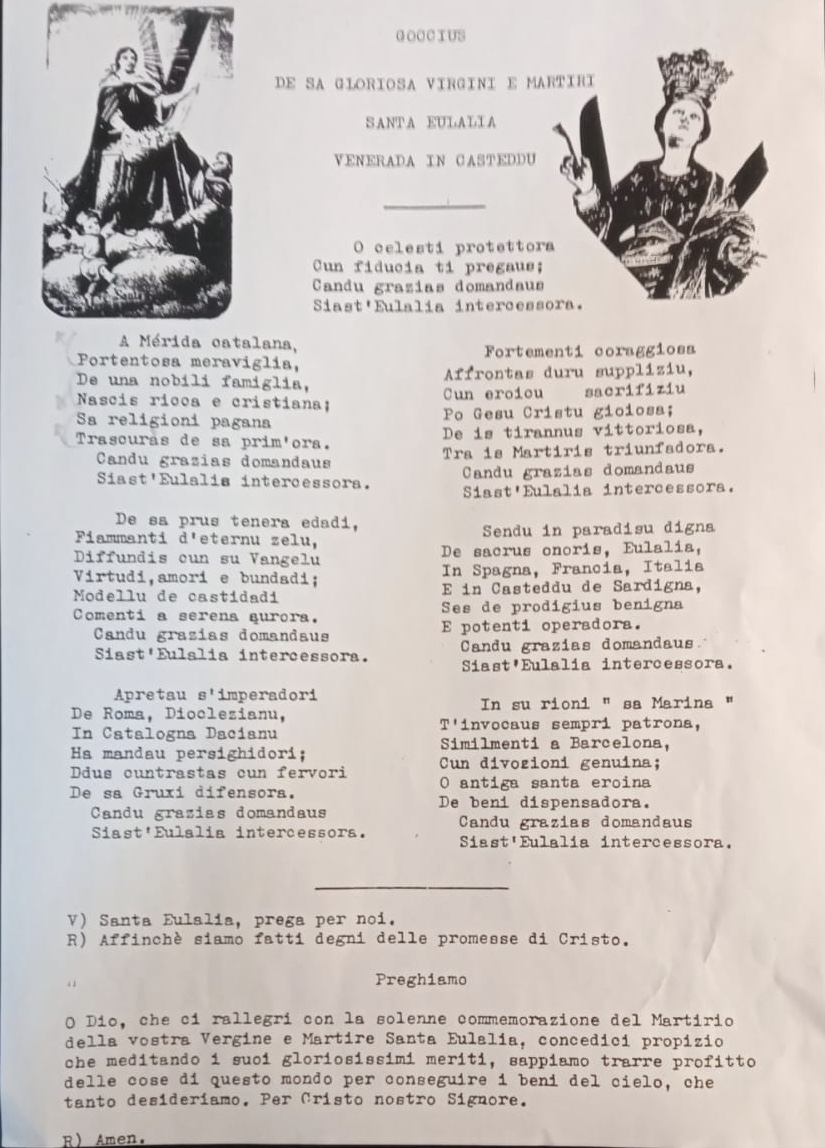 GOCCIUS
DE SA GLORIOSA VIRGINI E MARTIRI
SANTA EULALIA
VENERADA IN CASTEDDU
O celesti protettora
Cun fiducia ti pregaus;
Candu grazias domandaus
Siast'Eulalia intercessora.
A Mérida catalana,
Portentosa meraviglia,
De una nobili famiglia,
Nascis ricca e cristiana;
Sa religioni pagana
Trascuras de sa prim'ora.
Candu grazias domandaus
Siast'Eulalia intercessora.
De sa prus tenera edadi,
Fiammanti d'eternu zelu,
Diffundis cun su Vangelu
Virtudi,amori e bundadi;
Modellu de castidadi
Comenti a serena aurora.
Candu grazias domandaus
Siast'Eulalia intercessora.
Apretau s'imperadori
De Roma, Dioclezianu,
In Catalogna Dacianu
Ha mandau persighidori;
Ddus cuntrastas cun fervori
De sa Gruxi difensora.
Candu grazias domandaus
Siast'Eulalia intercessora.
Fortementi coraggiosa
Affrontas duru suppliziu,
Cun eroicu sacrifiziu
Po Gesu Cristu gioiosa;
De is tirannus vittoriosa,
Tra is Martiris triunfadora.
Candu grazias domandaus
Siast'Eulalia intercessora.
Sendu in paradisu digna
De sacrus onoris, Eulalia,
In Spagna, Francia, Italia
E in Casteddu de Sardigna,
Ses de prodigius benigna
E potenti operadora.
Candu grazias domandaus
Siast'Eulalia intercessora.
In su rioni " sa Marina "
T'invocaus sempri patrona,
Similmenti a Barcelona,
Cun divozioni genuina;
O antiga santa eroina
De beni dispensadora.
Candu grazias domandaus
Siast'Eulalia intercessora.
V) Santa Eulalia, prega per noi.
R) Affinchè siamo fatti degni delle promesse di Cristo.
Preghiamo
O Dio, che ci rallegri con la solenne commemorazione del Martirio
della vostra Vergine e Martire Santa Eulalia, concedici propizio
che meditando i suoi gloriosissimi meriti, sappiamo trarre profitto
delle cose di questo mondo per conseguire i beni del cielo, che
tanto desideriamo. Per Cristo nostro Signore.
R) Amen.